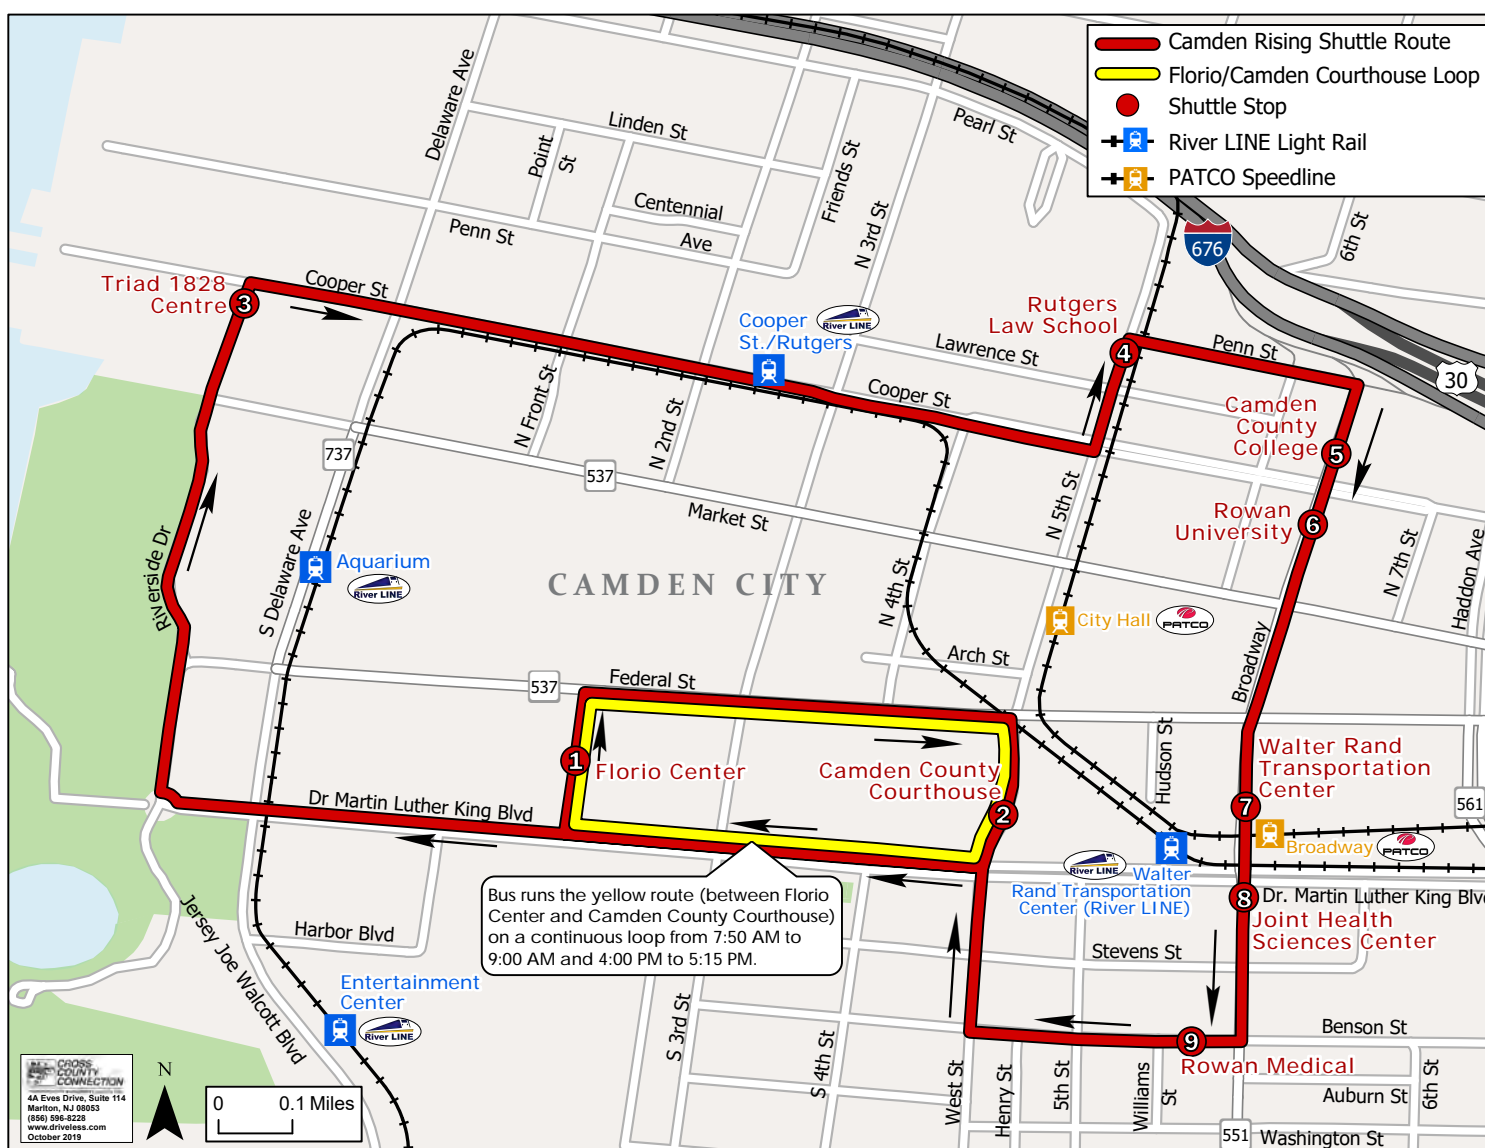 Camden Rising Shuttle Route
Florio/Camden Courthouse Loop
Shuttle Stop
River LINE Light Rail
PATCO Speedline
Delaware Ave
Linden St
Point
St
Pearl St
Friends St
Centennial
Ave
Penn St
N 3rd St
6th St
676
Triad 1828
Centre
3
Cooper St
Cooper
St./Rutgers
River LINE
Rutgers
Law School
4
Lawrence St
Penn St
30
Cooper St
N Front St
N 2nd St
Camden
County
College
5
737
537
Market St
N 5th St
Rowan
University
6
Riverside Dr
S Delaware Ave
Aquarium
River LINE
CAMDEN CITY
N 4th St
N 7th St
Haddon Ave
City Hall
PATCO
Arch St
Broadway
537
Federal St
1
Florio Center
Camden County
Courthouse
2
Hudson St
Walter Rand
Transportation
Center
7
561
Dr Martin Luther King Blvd
Broadway
PATCO
River LINE
Walter
Rand Transportation
Center (River LINE)
8
Dr. Martin Luther King Blvd
Joint Health
Sciences Center
Bus runs the yellow route (between Florio
Center and Camden County Courthouse)
on a continuous loop from 7:50 AM to
9:00 AM and 4:00 PM to 5:15 PM.
Harbor Blvd
Jersey Joe Walcott Blvd
Stevens St
Entertainment
Center
River LINE
S 3rd St
S 4th St
West St
Henry St
5th St
Williams
St
9
Rowan Medical
Benson St
Auburn St
6th St
551
Washington St
CROSS
COUNTY
CONNECTION
4A Eves Drive, Suite 114
Marlton, NJ 08053
(856) 596-8228
www.driveless.com
October 2019
N
0 0.1 Miles